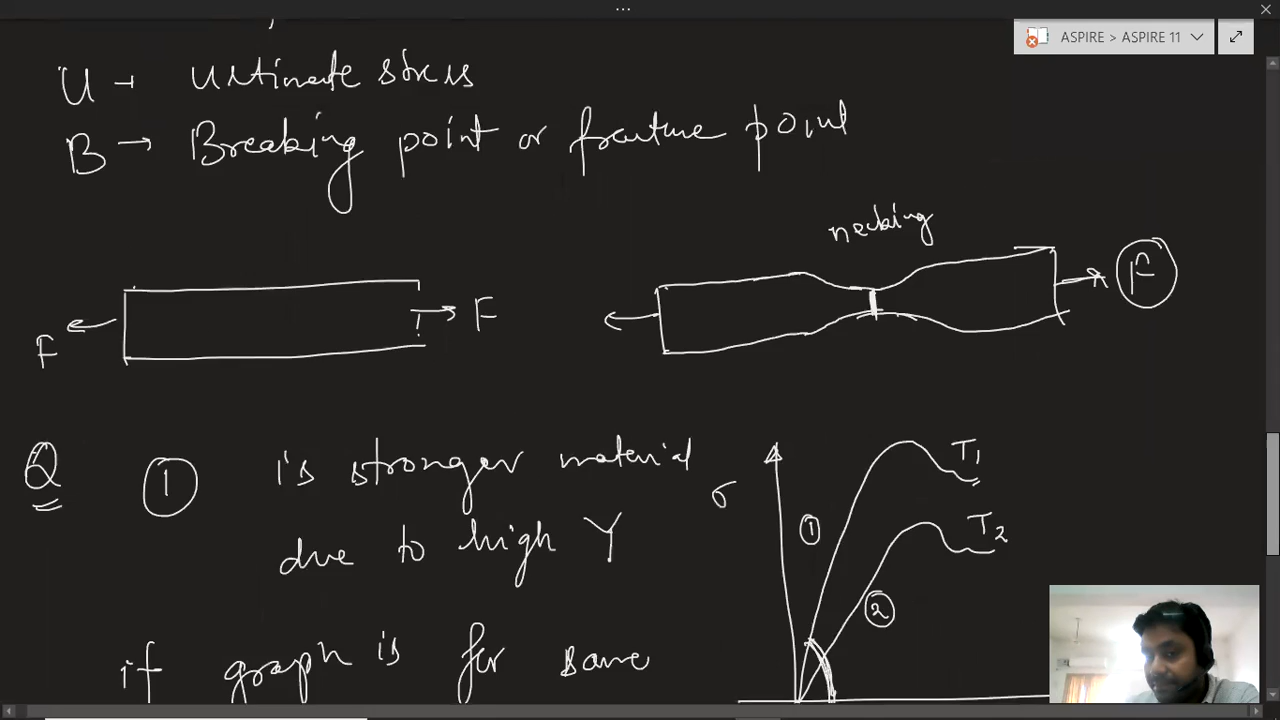 ASPIRE > ASPIRE 11
U → Ultimate stress
B → Breaking point or fracture point
necking
F
F
F
Q
1 is stronger material
due to high Y
σ
1
T1
2
T2
if graph is for same